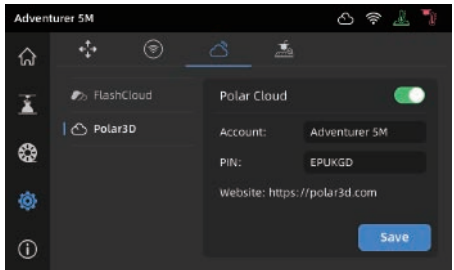 Adventurer 5M
FlashCloud
Polar3D
Polar Cloud
Account: Adventurer 5M
PIN: EPUKGD
Website: https://polar3d.com
Save